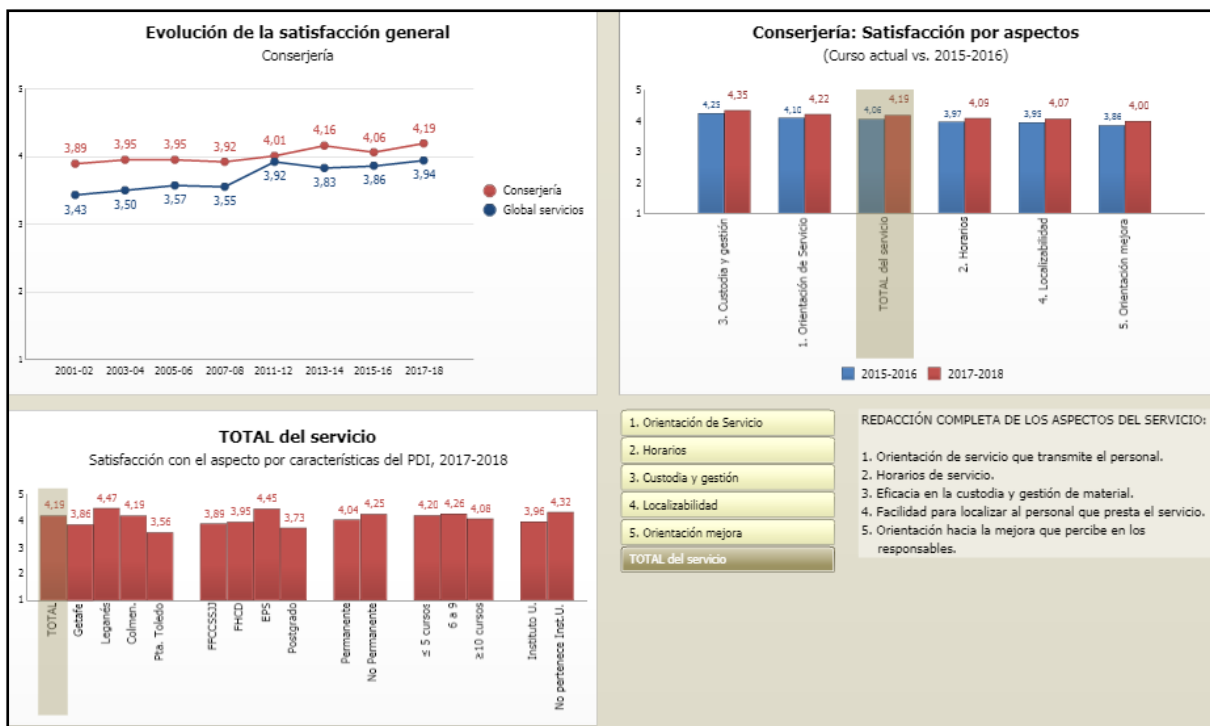 Evolución de la satisfacción general
Conserjería
5
4
3
2
1
3,89
3,95
3,95
3,92
4,01
4,16
4,06
4,19
3,43
3,50
3,57
3,55
3,92
3,83
3,86
3,94
Conserjería
Global servicios
2001-02 2003-04 2005-06 2007-08 2011-12 2013-14 2015-16 2017-18
Conserjería: Satisfacción por aspectos
(Curso actual vs. 2015-2016)
5
4
3
2
1
4,25 4,35
4,10 4,22
4,06 4,19
3,97 4,09
3,95 4,07
3,86 4,00
3. Custodia y gestión
1. Orientación de Servicio
TOTAL del servicio
2. Horarios
4. Localizabilidad
5. Orientación mejora
2015-2016 2017-2018
TOTAL del servicio
Satisfacción con el aspecto por características del PDI, 2017-2018
5
4
3
2
1
4,19 3,86 4,47 4,19 3,56 3,89 3,95 4,45 3,73 4,04 4,25 4,20 4,26 4,08 3,96 4,32
TOTAL
Getafe
Leganés
Colmen.
Pta. Toledo
FFCCSSJJ
FHCD
EPS
Postgrado
Permanente
No Permanente
≤ 5 cursos
6 a 9
≥10 cursos
Instituto U.
No pertenece Inst.U.
1. Orientación de Servicio
2. Horarios
3. Custodia y gestión
4. Localizabilidad
5. Orientación mejora
TOTAL del servicio
REDACCIÓN COMPLETA DE LOS ASPECTOS DEL SERVICIO:
1. Orientación de servicio que transmite el personal.
2. Horarios de servicio.
3. Eficacia en la custodia y gestión de material.
4. Facilidad para localizar al personal que presta el servicio.
5. Orientación hacia la mejora que percibe en los
responsables.